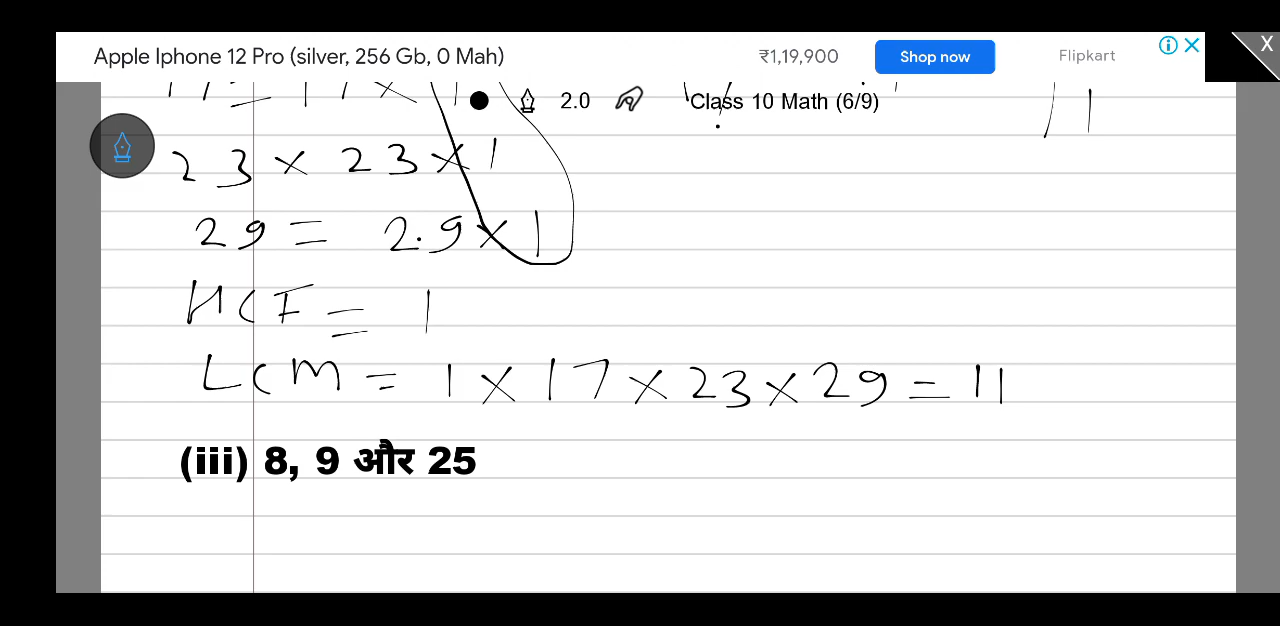 Apple Iphone 12 Pro (silver, 256 Gb, 0 Mah) ₹1,19,900 Shop now Flipkart X
2.0 Class 10 Math (6/9)
23 × 23 × 1
29 = 2.9 × 1
HCF = 1
LCM = 1 × 17 × 23 × 29 = 11
(iii) 8, 9 और 25